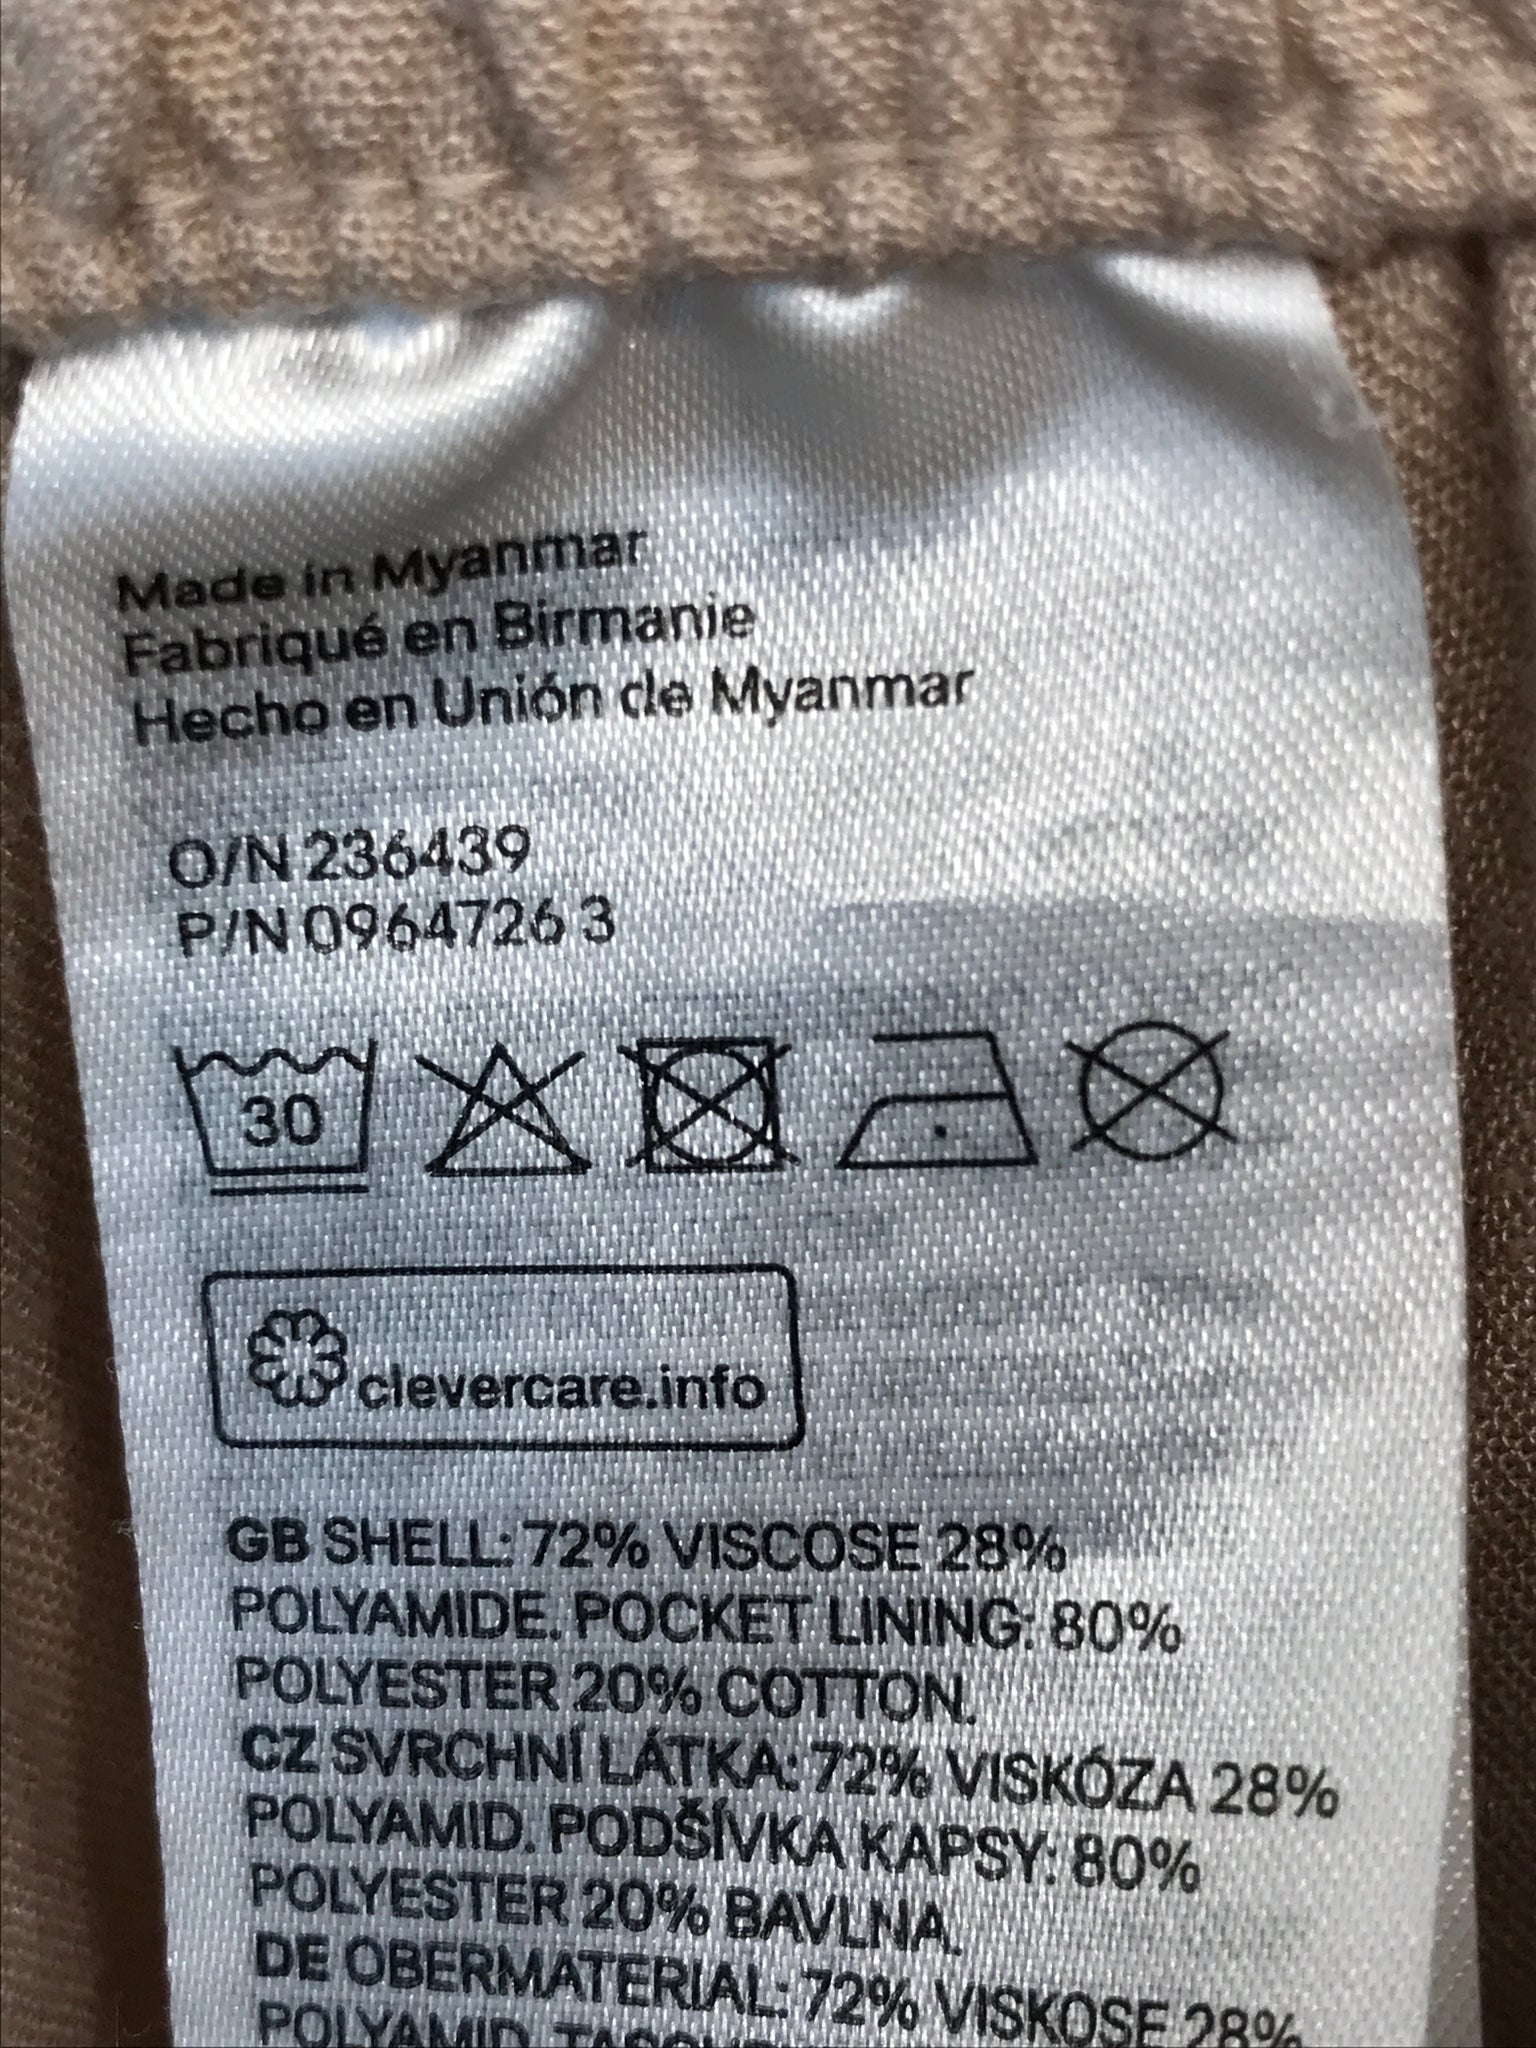 Made in Myanmar
Fabriqué en Birmanie
Hecho en Unión de Myanmar
O/N 236439
P/N 0964726 3
30
clevercare.info
GB SHELL: 72% VISCOSE 28%
POLYAMIDE. POCKET LINING: 80%
POLYESTER 20% COTTON.
CZ SVRCHNÍ LÁTKA: 72% VISKÓZA 28%
POLYAMID. PODŠÍVKA KAPSY: 80%
POLYESTER 20% BAVLNA.
DE OBERMATERIAL: 72% VISKOSE 28%
POLYAMID.